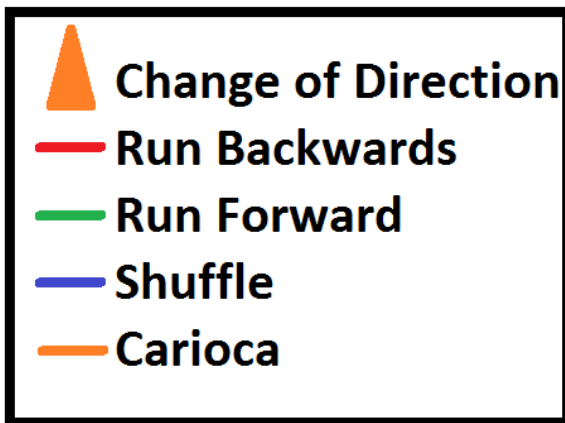 Change of Direction
Run Backwards
Run Forward
Shuffle
Carioca